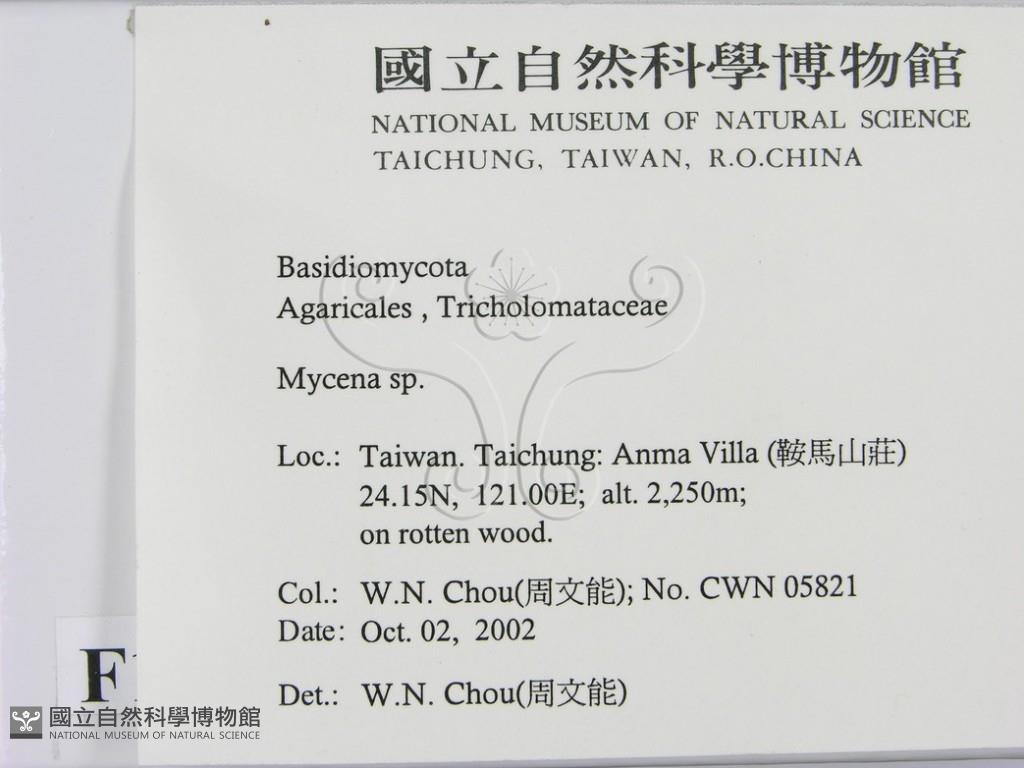 國立自然科學博物館
NATIONAL MUSEUM OF NATURAL SCIENCE
TAICHUNG, TAIWAN, R.O.CHINA
Basidiomycota
Agaricales , Tricholomataceae
Mycena sp.
Loc.: Taiwan. Taichung: Anma Villa (鞍馬山莊)
24.15N, 121.00E; alt. 2,250m;
on rotten wood.
Col.: W.N. Chou(周文能); No. CWN 05821
Date: Oct. 02, 2002
Det.: W.N. Chou(周文能)
F
國立自然科學博物館
NATIONAL MUSEUM OF NATURAL SCIENCE